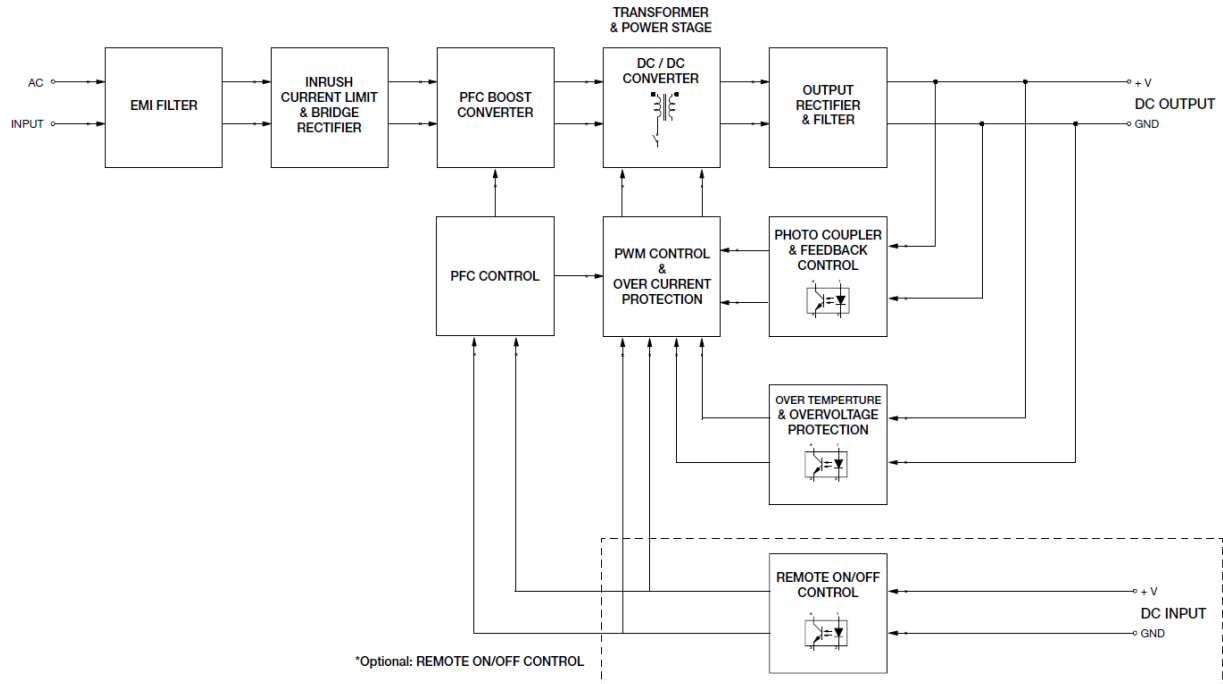 TRANSFORMER
& POWER STAGE
AC
INPUT
EMI FILTER
INRUSH
CURRENT LIMIT
& BRIDGE
RECTIFIER
PFC BOOST
CONVERTER
DC / DC
CONVERTER
OUTPUT
RECTIFIER
& FILTER
+ V
DC OUTPUT
GND
PFC CONTROL
PWM CONTROL
&
OVER CURRENT
PROTECTION
PHOTO COUPLER
& FEEDBACK
CONTROL
OVER TEMPERTURE
& OVERVOLTAGE
PROTECTION
REMOTE ON/OFF
CONTROL
+ V
DC INPUT
GND
*Optional: REMOTE ON/OFF CONTROL